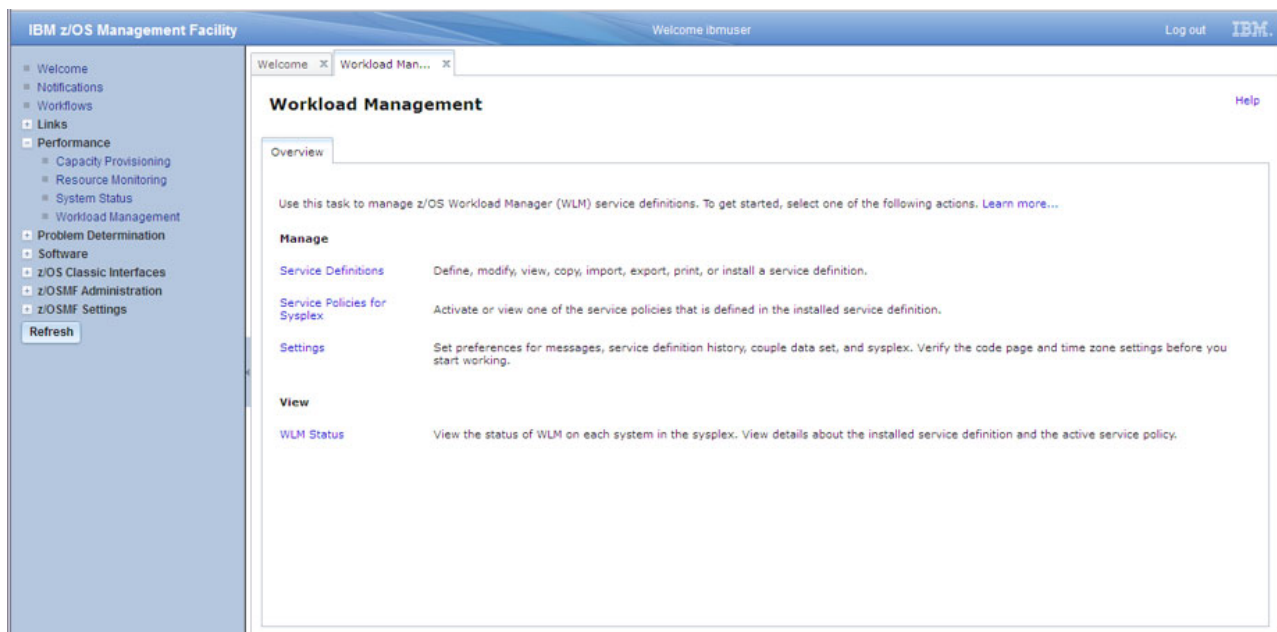 IBM z/OS Management Facility
Welcome ibmuser
Log out
IBM.
Welcome
Notifications
Workflows
Links
Performance
Capacity Provisioning
Resource Monitoring
System Status
Workload Management
Problem Determination
Software
z/OS Classic Interfaces
z/OSMF Administration
z/OSMF Settings
Refresh
Welcome X
Workload Man... X
Workload Management
Help
Overview
Use this task to manage z/OS Workload Manager (WLM) service definitions. To get started, select one of the following actions. Learn more...
Manage
Service Definitions
Define, modify, view, copy, import, export, print, or install a service definition.
Service Policies for
Sysplex
Activate or view one of the service policies that is defined in the installed service definition.
Settings
Set preferences for messages, service definition history, couple data set, and sysplex. Verify the code page and time zone settings before you
start working.
View
WLM Status
View the status of WLM on each system in the sysplex. View details about the installed service definition and the active service policy.